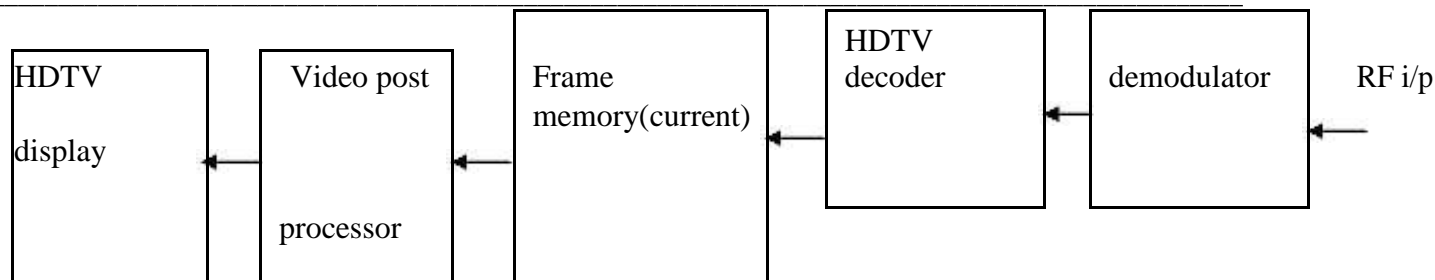 HDTV
display
Video post
processor
Frame
memory(current)
HDTV
decoder
demodulator
RF i/p